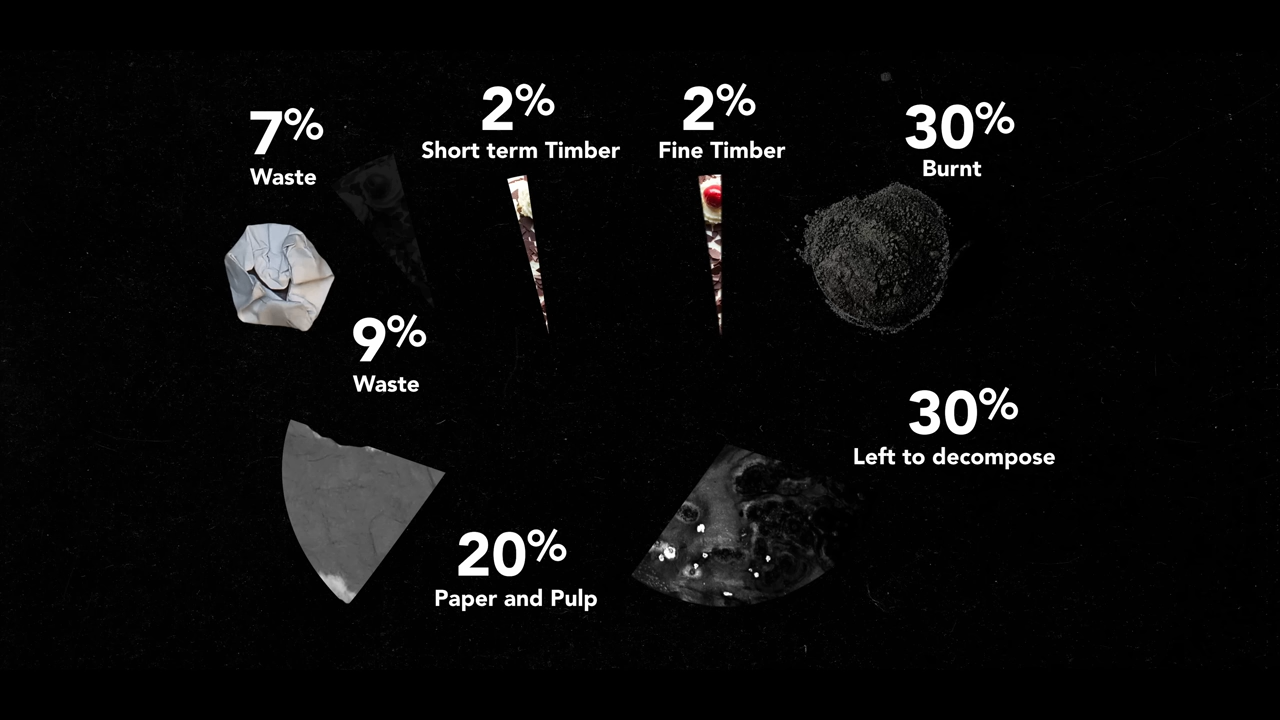 7%
Waste
2%
Short term Timber
2%
Fine Timber
30%
Burnt
9%
Waste
30%
Left to decompose
20%
Paper and Pulp